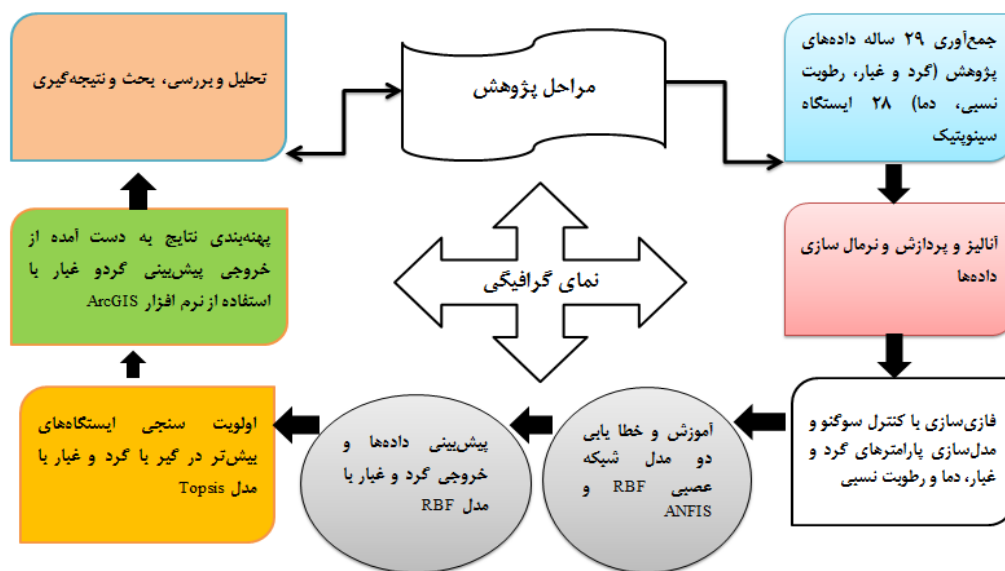 مراحل پژوهش
جمع‌آوری ۲۹ ساله داده‌های
پژوهش (گرد و غبار، رطوبت
نسبی، دما) ۲۸ ایستگاه
سینوپتیک
آنالیز و پردازش و نرمال سازی
داده‌ها
فازی‌سازی با کنترل سوگنو و
مدل‌سازی پارامترهای گرد و
غبار، دما و رطوبت نسبی
آموزش و خطا یابی
دو مدل شبکه
عصبی RBF و
ANFIS
پیش‌بینی داده‌ها و
خروجی گرد و غبار با
مدل RBF
اولویت سنجی ایستگاه‌های
بیش‌تر در گیر با گرد و غبار با
مدل Topsis
پهنه‌بندی نتایج به دست آمده از
خروجی پیش‌بینی گردو غبار با
استفاده از نرم افزار ArcGIS
تحلیل و بررسی، بحث و نتیجه‌گیری
نمای گرافیگی